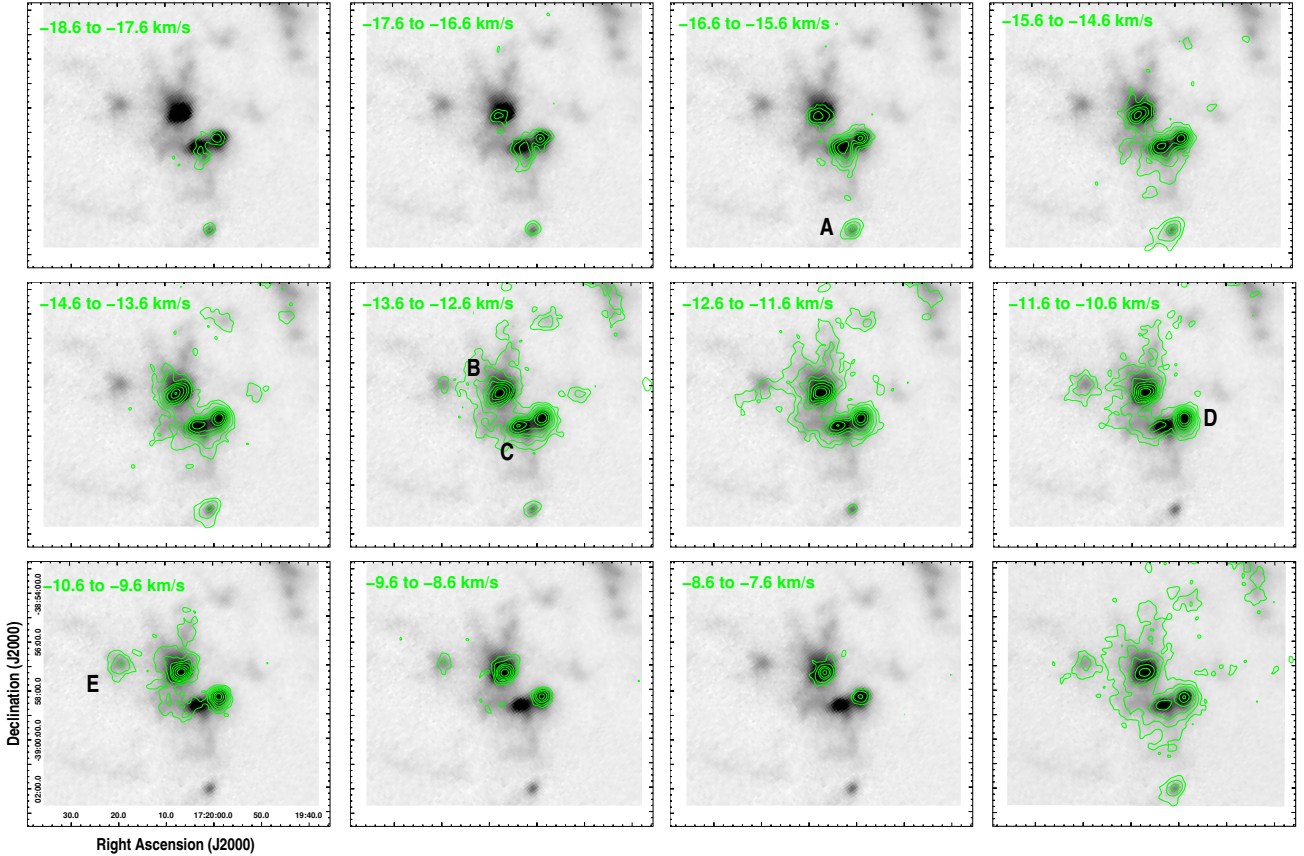 −18.6 to −17.6 km/s
−17.6 to −16.6 km/s
−16.6 to −15.6 km/s
−15.6 to −14.6 km/s
A
−14.6 to −13.6 km/s
−13.6 to −12.6 km/s
−12.6 to −11.6 km/s
−11.6 to −10.6 km/s
B
C
D
−10.6 to −9.6 km/s
−9.6 to −8.6 km/s
−8.6 to −7.6 km/s
E
Declination (J2000)
−38:54:00.0
56:00.0
58:00.0
−39:00:00.0
02:00.0
30.0 20.0 10.0 17:20:00.0 50.0 19:40.0
Right Ascension (J2000)